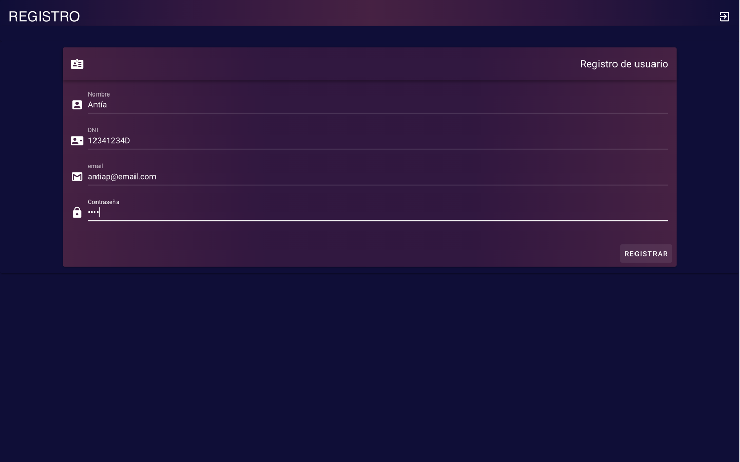 REGISTRO
Registro de usuario
Nombre
Antía
DNI
12341234D
email
antiap@email.com
Contraseña
••••
REGISTRAR